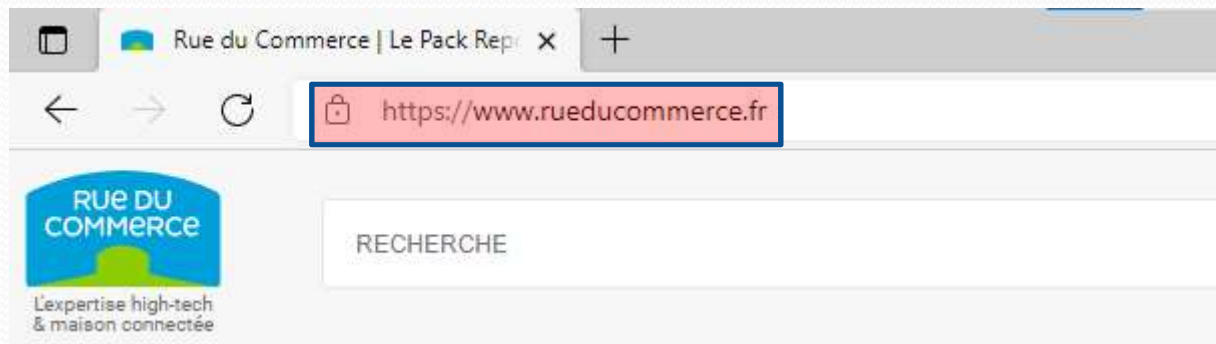 Rue du Commerce | Le Pack Rep
https://www.rueducommerce.fr
RUE DU
COMMERCE
RECHERCHE
L'expertise high-tech
& maison connectée